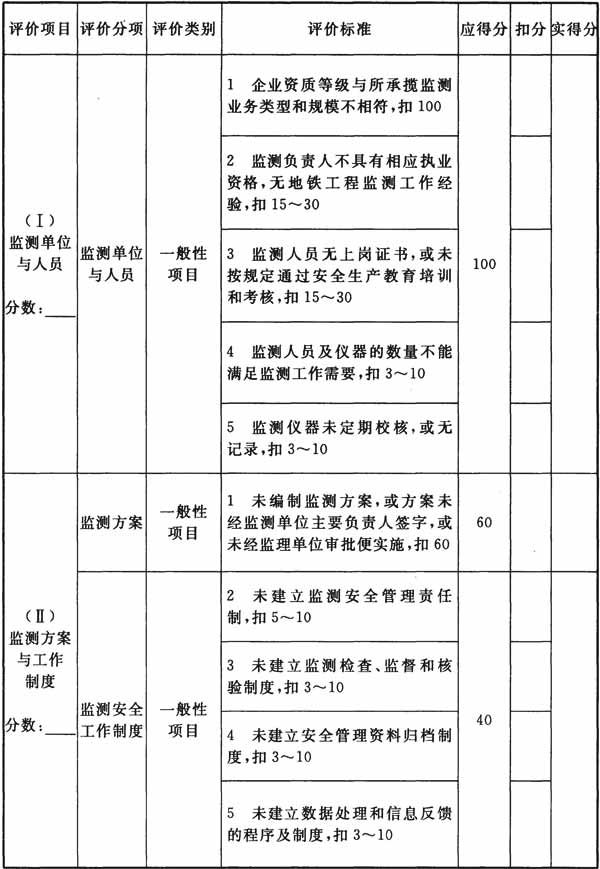 评价项目 评价分项 评价类别 评价标准 应得分 扣分 实得分
(Ⅰ)
监测单位
与人员
分数:____
监测单位
与人员
一般性
项目
1 企业资质等级与所承揽监测
业务类型和规模不相符,扣100
2 监测负责人不具有相应执业
资格,无地铁工程监测工作经
验,扣15～30
3 监测人员无上岗证书,或未
按规定通过安全生产教育培训
和考核,扣15～30
4 监测人员及仪器的数量不能
满足监测工作需要,扣3～10
5 监测仪器未定期校核,或无
记录,扣3～10
100
(Ⅱ)
监测方案
与工作
制度
分数:____
监测方案
一般性
项目
1 未编制监测方案,或方案未
经监测单位主要负责人签字,或
未经监理单位审批便实施,扣60
60
监测安全
工作制度
一般性
项目
2 未建立监测安全管理责任
制,扣5～10
3 未建立监测检查、监督和核
验制度,扣3～10
4 未建立安全管理资料归档制
度,扣3～10
5 未建立数据处理和信息反馈
的程序及制度,扣3～10
40